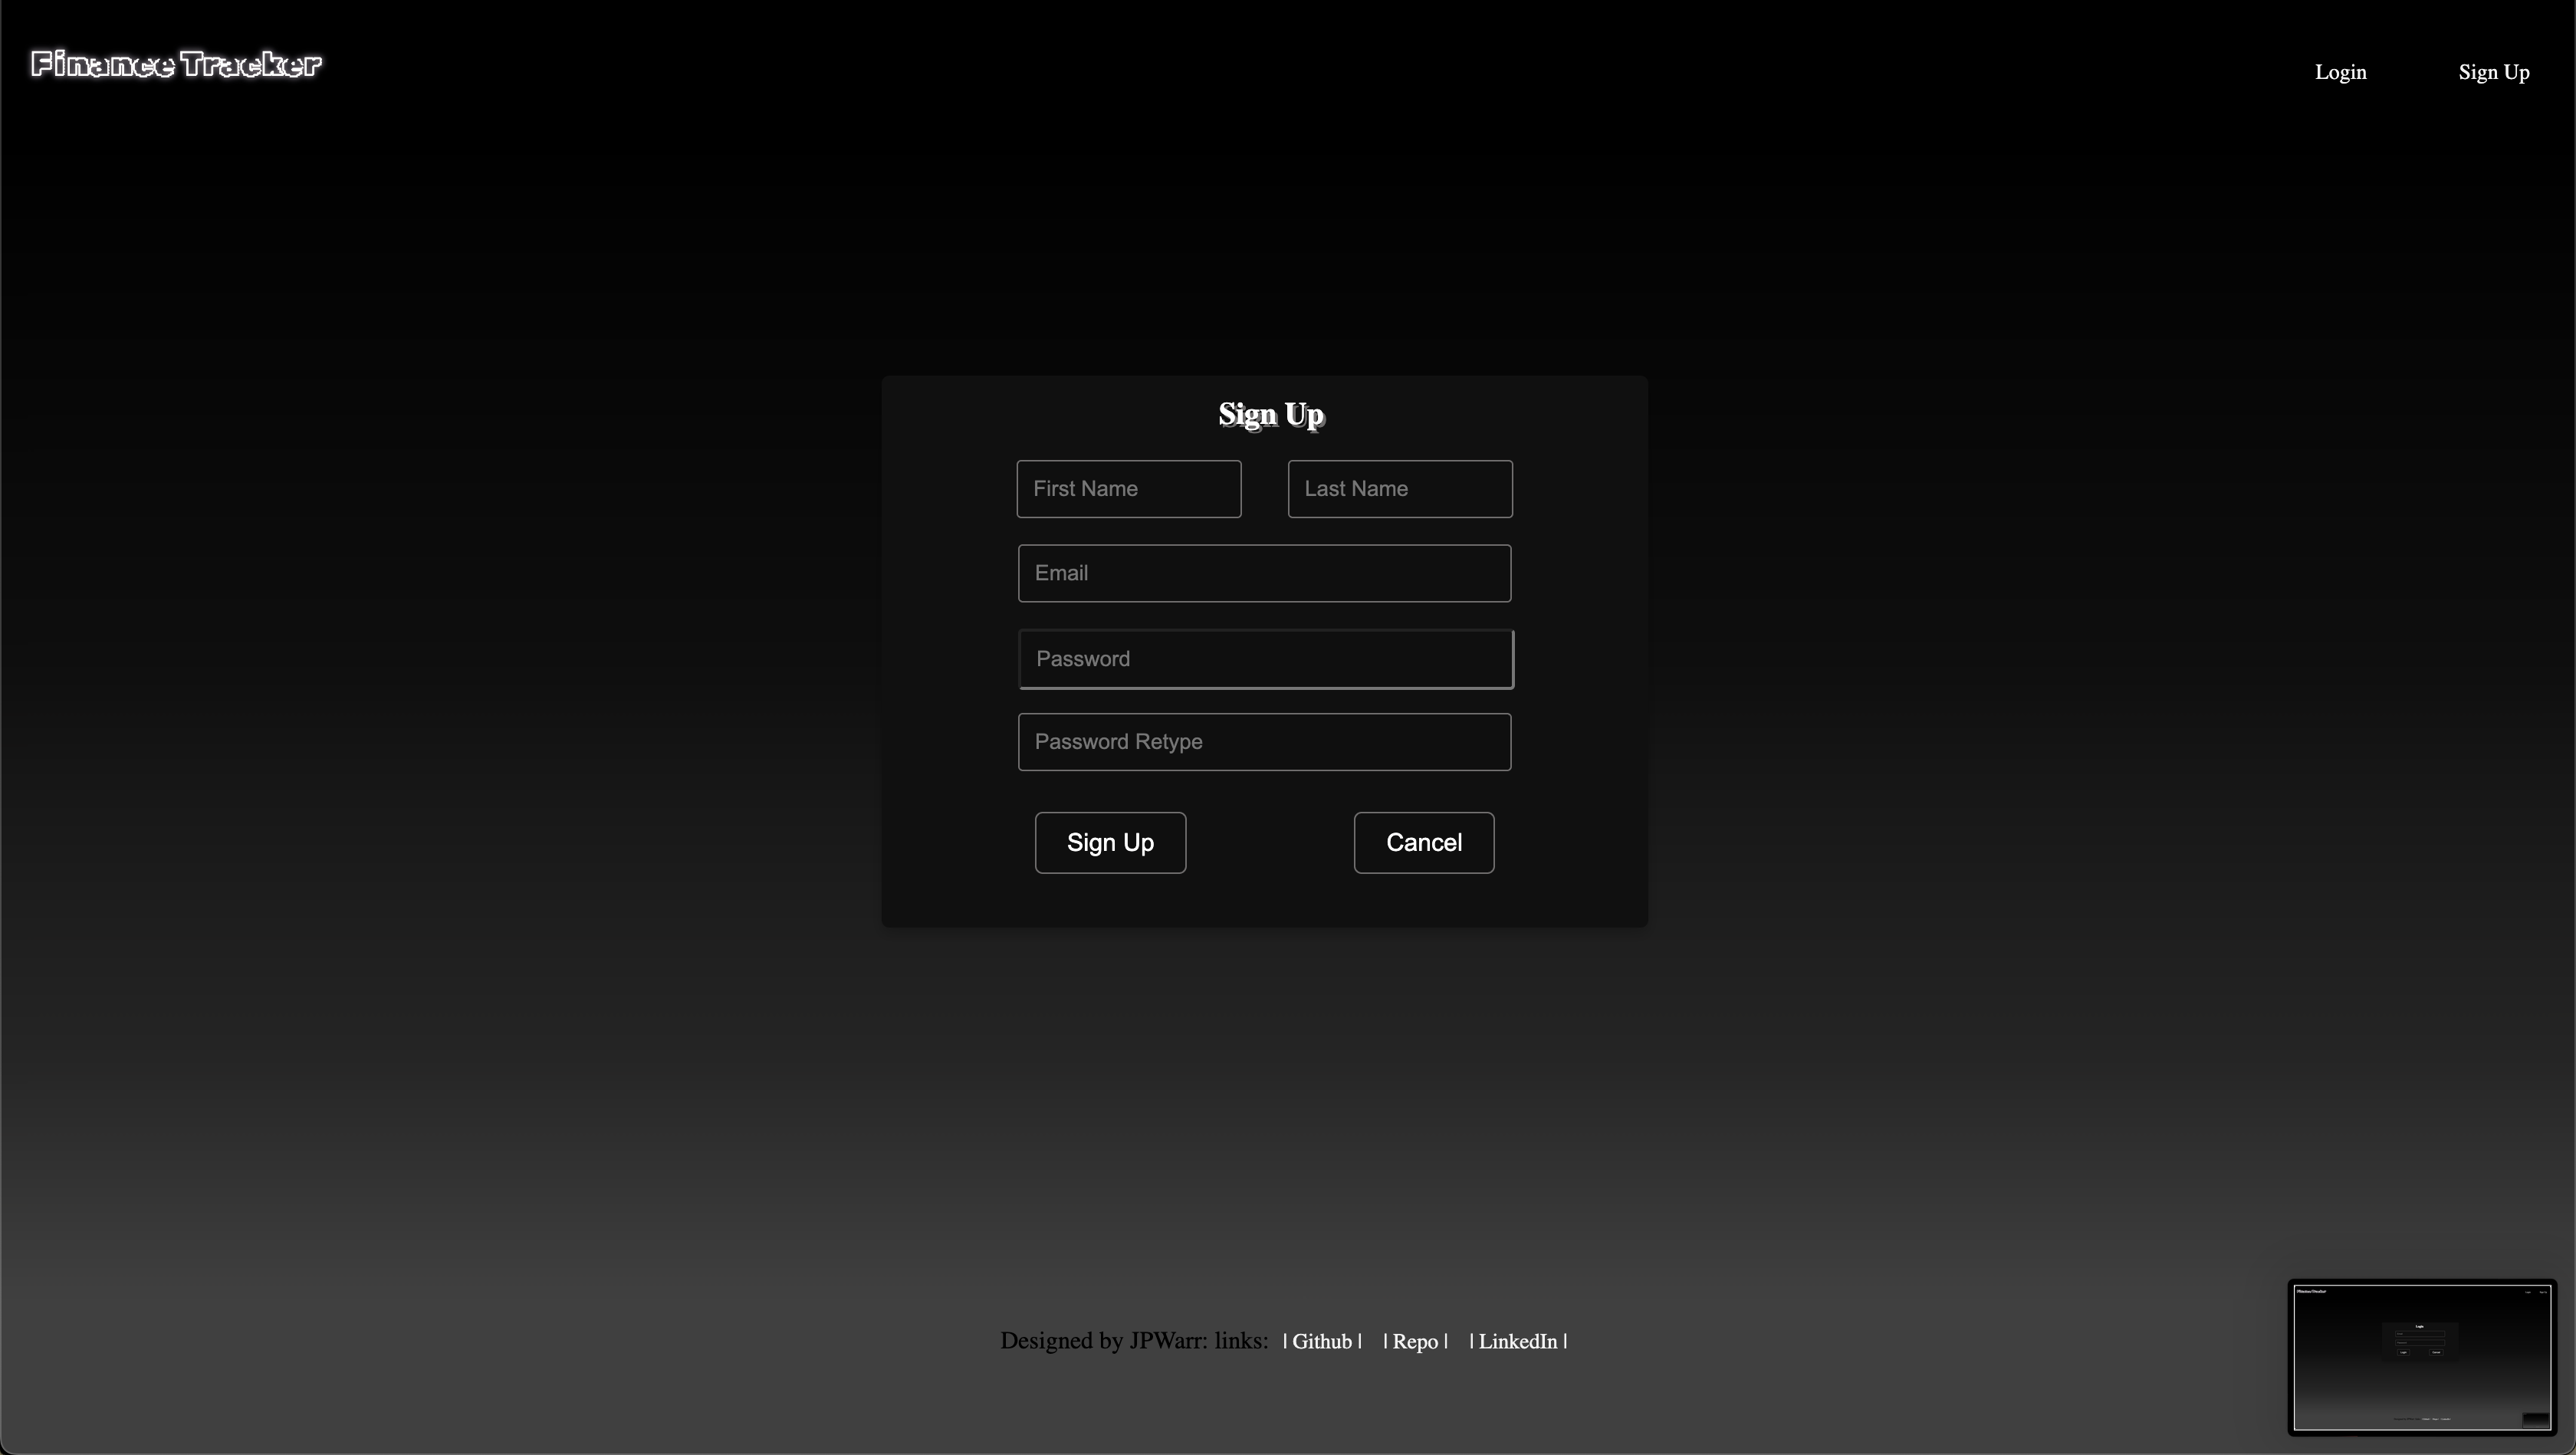 Finance Tracker
Login
Sign Up
Sign Up
First Name
Last Name
Email
Password
Password Retype
Sign Up
Cancel
Designed by JPWarr: links: | Github | | Repo | | LinkedIn |